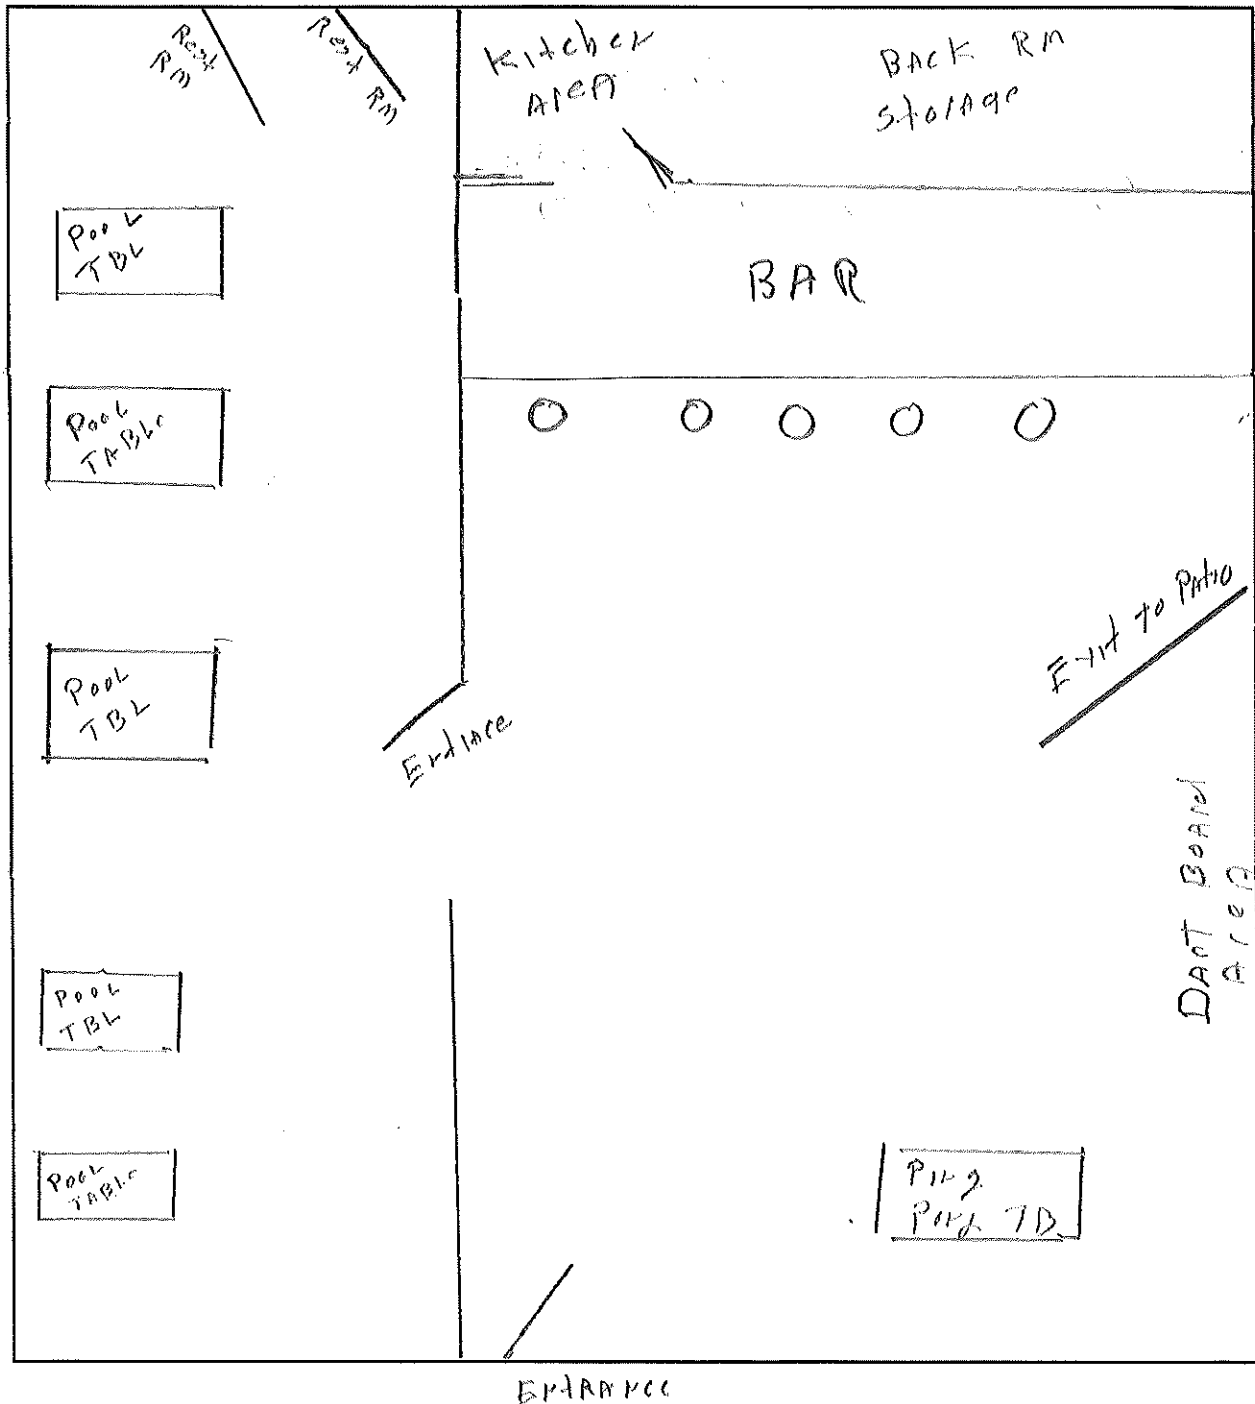 Rest
RM
Rest
RM
Kitchen
Area
BACK RM
Storage
Pool
TBL
BAR
Pool
TABLe
Exit to Patio
Pool
TBL
Entrance
DART BOARD
Area
Pool
TBL
Pool
TABLe
Ping
Pong TB
ENTRANCE